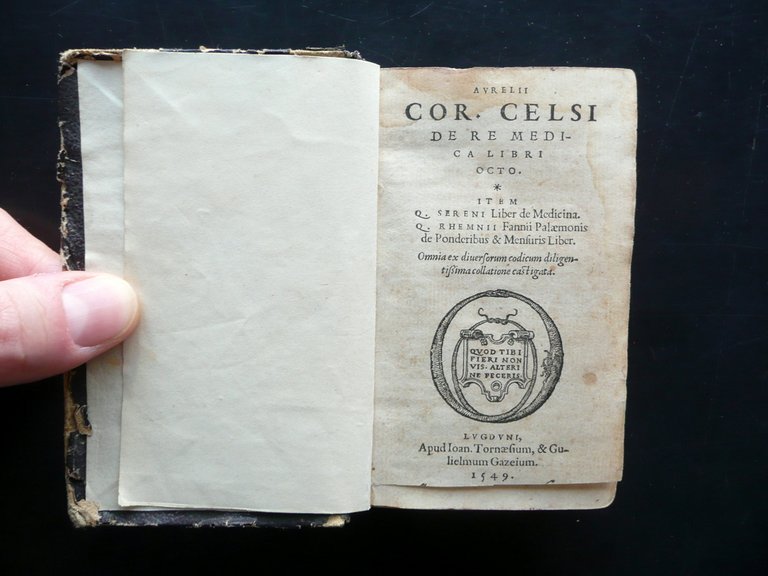 AVRELII
COR. CELSI
DE RE MEDI-
CA LIBRI
OCTO.
*
ITEM
Q. SERENI Liber de Medicina.
Q. RHEMNII Fannii Palæmonis
de Ponderibus & Menſuris Liber.
Omnia ex diuerſorum codicum diligen-
tiſſima collatione caſtigata.
QVOD TIBI
FIERI NON
VIS, ALTERI
NE FECERIS.
LVGDVNI,
Apud Ioan. Tornæſium, & Gu-
lielmum Gazeium.
1549.